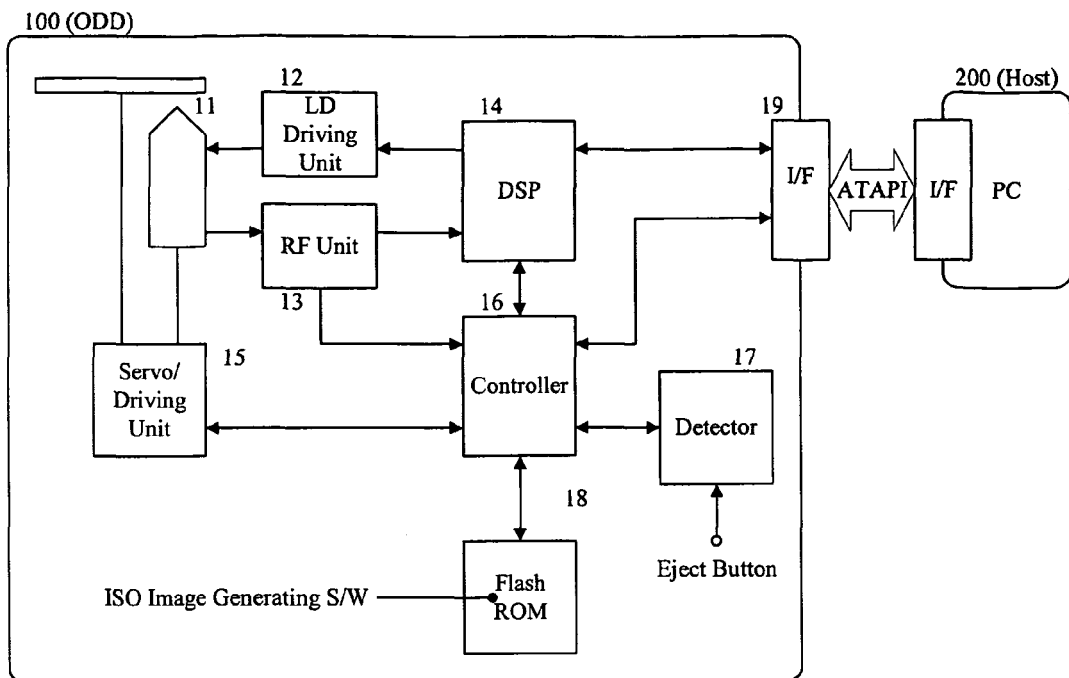 100 (ODD)
12
LD
Driving
Unit
11
14
DSP
19
I/F
ATAPI
200 (Host)
I/F
PC
RF Unit
13
16
Controller
15
Servo/
Driving
Unit
17
Detector
18
Eject Button
Flash
ROM
ISO Image Generating S/W